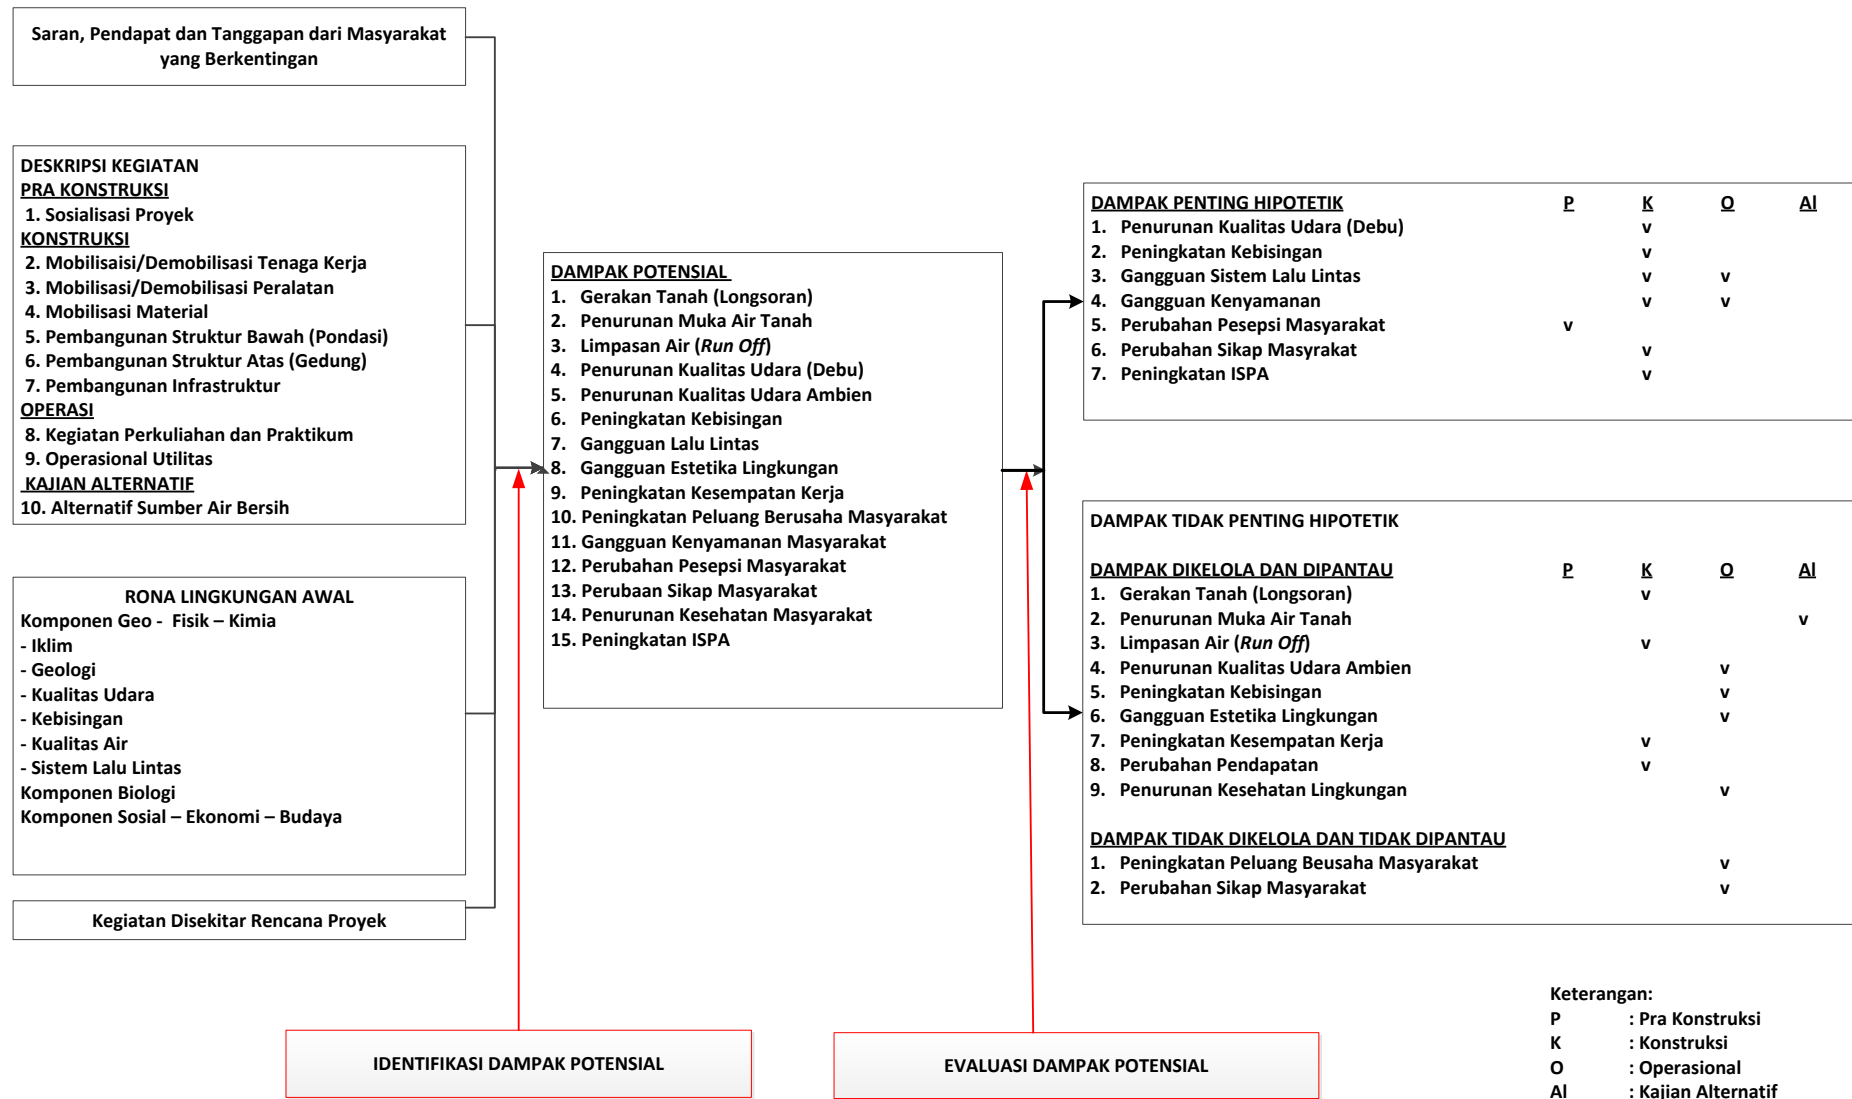 Saran, Pendapat dan Tanggapan dari Masyarakat
yang Berkentingan
DESKRIPSI KEGIATAN
PRA KONSTRUKSI
1. Sosialisasi Proyek
KONSTRUKSI
2. Mobilisaisi/Demobilisasi Tenaga Kerja
3. Mobilisasi/Demobilisasi Peralatan
4. Mobilisasi Material
5. Pembangunan Struktur Bawah (Pondasi)
6. Pembangunan Struktur Atas (Gedung)
7. Pembangunan Infrastruktur
OPERASI
8. Kegiatan Perkuliahan dan Praktikum
9. Operasional Utilitas
KAJIAN ALTERNATIF
10. Alternatif Sumber Air Bersih
RONA LINGKUNGAN AWAL
Komponen Geo - Fisik – Kimia
- Iklim
- Geologi
- Kualitas Udara
- Kebisingan
- Kualitas Air
- Sistem Lalu Lintas
Komponen Biologi
Komponen Sosial – Ekonomi – Budaya
Kegiatan Disekitar Rencana Proyek
DAMPAK POTENSIAL
1. Gerakan Tanah (Longsoran)
2. Penurunan Muka Air Tanah
3. Limpasan Air (Run Off)
4. Penurunan Kualitas Udara (Debu)
5. Penurunan Kualitas Udara Ambien
6. Peningkatan Kebisingan
7. Gangguan Lalu Lintas
8. Gangguan Estetika Lingkungan
9. Peningkatan Kesempatan Kerja
10. Peningkatan Peluang Berusaha Masyarakat
11. Gangguan Kenyamanan Masyarakat
12. Perubahan Pesepsi Masyarakat
13. Perubaan Sikap Masyarakat
14. Penurunan Kesehatan Masyarakat
15. Peningkatan ISPA
DAMPAK PENTING HIPOTETIK P K O Al
1. Penurunan Kualitas Udara (Debu) v
2. Peningkatan Kebisingan v
3. Gangguan Sistem Lalu Lintas v v
4. Gangguan Kenyamanan v v
5. Perubahan Pesepsi Masyarakat v
6. Perubahan Sikap Masyrakat v
7. Peningkatan ISPA v
DAMPAK TIDAK PENTING HIPOTETIK
DAMPAK DIKELOLA DAN DIPANTAU P K O Al
1. Gerakan Tanah (Longsoran) v
2. Penurunan Muka Air Tanah v
3. Limpasan Air (Run Off) v
4. Penurunan Kualitas Udara Ambien v
5. Peningkatan Kebisingan v
6. Gangguan Estetika Lingkungan v
7. Peningkatan Kesempatan Kerja v
8. Perubahan Pendapatan v
9. Penurunan Kesehatan Lingkungan v
DAMPAK TIDAK DIKELOLA DAN TIDAK DIPANTAU
1. Peningkatan Peluang Beusaha Masyarakat v
2. Perubahan Sikap Masyarakat v
IDENTIFIKASI DAMPAK POTENSIAL
EVALUASI DAMPAK POTENSIAL
Keterangan:
P : Pra Konstruksi
K : Konstruksi
O : Operasional
Al : Kajian Alternatif